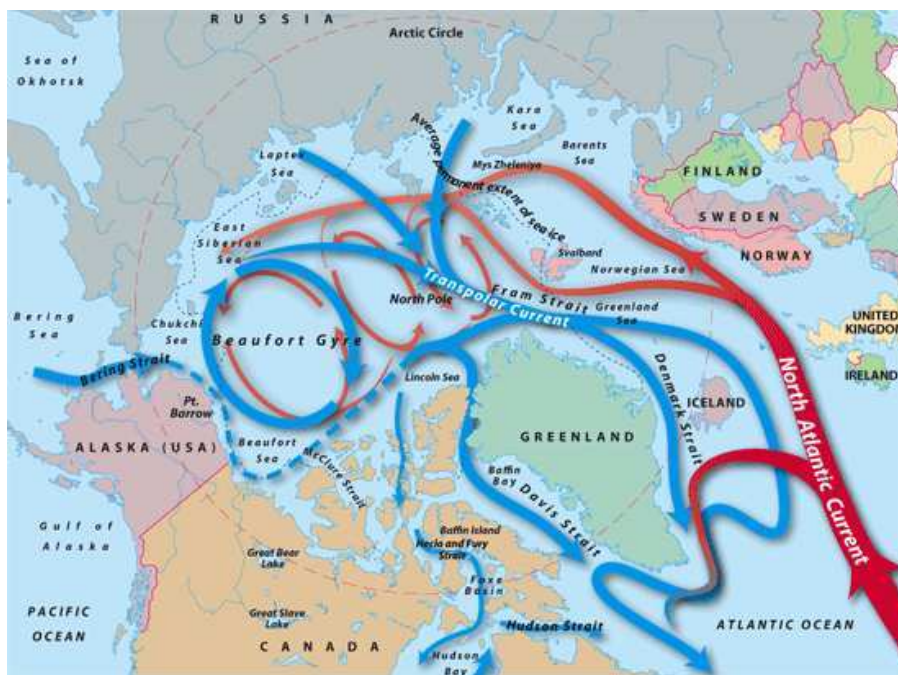 RUSSIA
Arctic Circle
Sea of
Okhotsk
Kara
Sea
Average permanent extent of sea ice
Barents
Sea
Laptev
Sea
Mys Zheleniya
FINLAND
SWEDEN
NORWAY
East
Siberian
Sea
Svalbard
Norwegian Sea
Transpolar Current
Fram Strait
North Pole
Greenland
Sea
Bering
Sea
Chukchi
Sea
Beaufort Gyre
UNITED
KINGDOM
IRELAND
Bering Strait
Lincoln Sea
Denmark Strait
ICELAND
North Atlantic Current
Pt.
Barrow
ALASKA (USA)
Beaufort
Sea
McClure Strait
GREENLAND
Baffin
Bay
Davis Strait
Gulf of
Alaska
Baffin Island
Hecla and Fury
Strait
Great Bear
Lake
Foxe
Basin
Great Slave
Lake
PACIFIC
OCEAN
Hudson Strait
ATLANTIC OCEAN
CANADA
Hudson
Bay